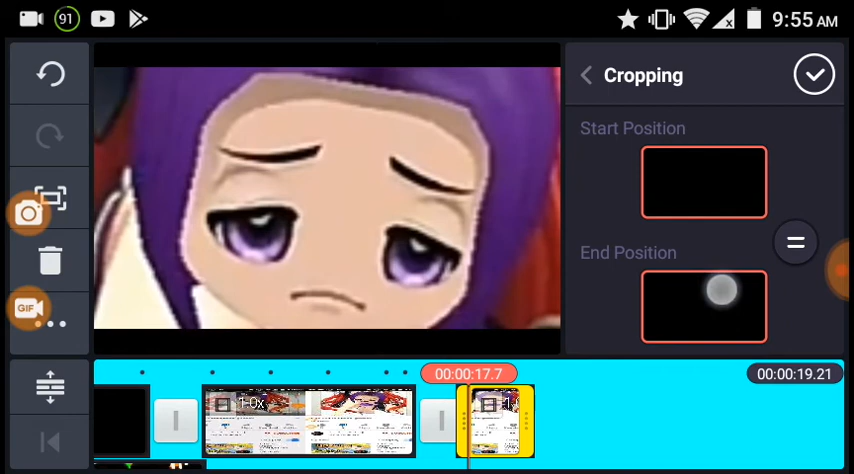 91
9:55 AM
Cropping
Start Position
End Position
GIF
00:00:17.7
00:00:19.21
1.0x
1